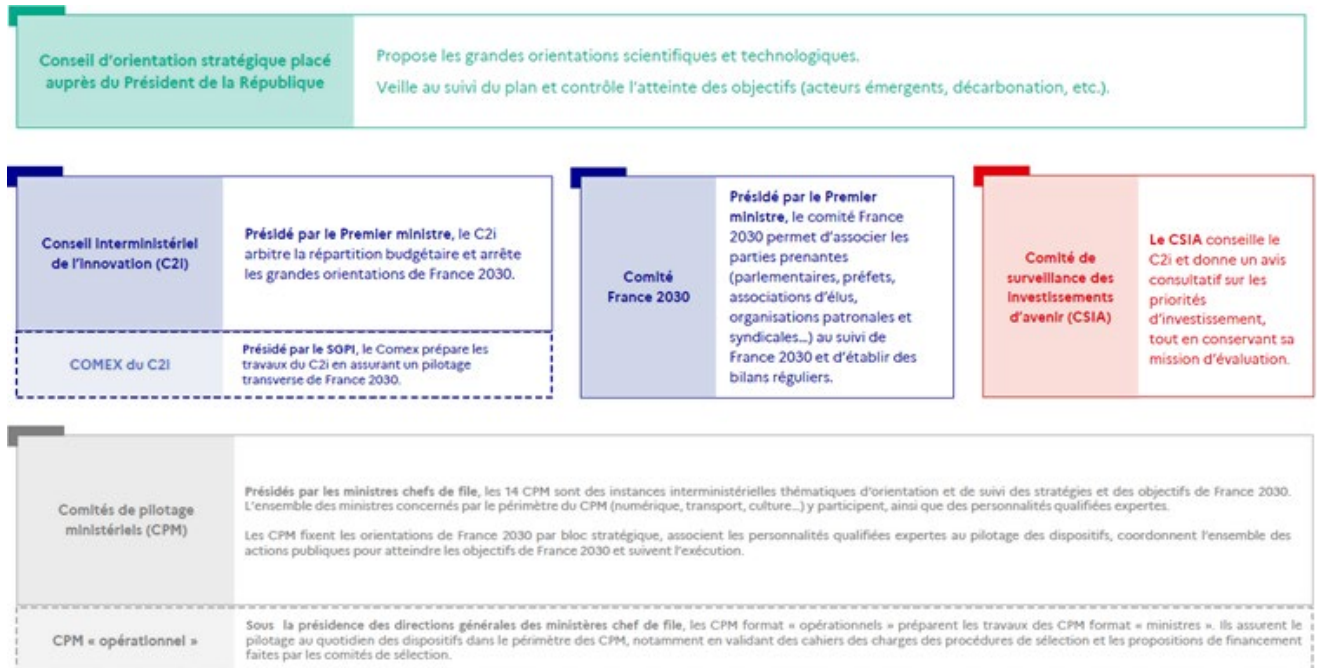 Conseil d'orientation stratégique placé
auprès du Président de la République
Propose les grandes orientations scientifiques et technologiques.
Veille au suivi du plan et contrôle l'atteinte des objectifs (acteurs émergents, décarbonation, etc.).
Conseil Interministériel
de l'Innovation (C2I)
Présidé par le Premier ministre, le C2i
arbitre la répartition budgétaire et arrête
les grandes orientations de France 2030.
COMEX du C2I
Présidé par le SGPI, le Comex prépare les
travaux du C2i en assurant un pilotage
transverse de France 2030.
Comité
France 2030
Présidé par le Premier
ministre, le comité France
2030 permet d'associer les
parties prenantes
(parlementaires, préfets,
associations d'élus,
organisations patronales et
syndicales...) au suivi de
France 2030 et d'établir des
bilans réguliers.
Comité de
surveillance des
Investissements
d'avenir (CSIA)
Le CSIA conseille le
C2i et donne un avis
consultatif sur les
priorités
d'investissement,
tout en conservant sa
mission d'évaluation.
Comités de pilotage
ministériels (CPM)
Présidés par les ministres chefs de file, les 14 CPM sont des instances interministérielles thématiques d'orientation et de suivi des stratégies et des objectifs de France 2030.
L'ensemble des ministres concernés par le périmètre du CPM (numérique, transport, culture...) y participent, ainsi que des personnalités qualifiées expertes.
Les CPM fixent les orientations de France 2030 par bloc stratégique, associent les personnalités qualifiées expertes au pilotage des dispositifs, coordonnent l'ensemble des
actions publiques pour atteindre les objectifs de France 2030 et suivent l'exécution.
CPM « opérationnel »
Sous la présidence des directions générales des ministères chef de file, les CPM format « opérationnels » préparent les travaux des CPM format « ministres ». Ils assurent le
pilotage au quotidien des dispositifs dans le périmètre des CPM, notamment en validant des cahiers des charges des procédures de sélection et les propositions de financement
faites par les comités de sélection.